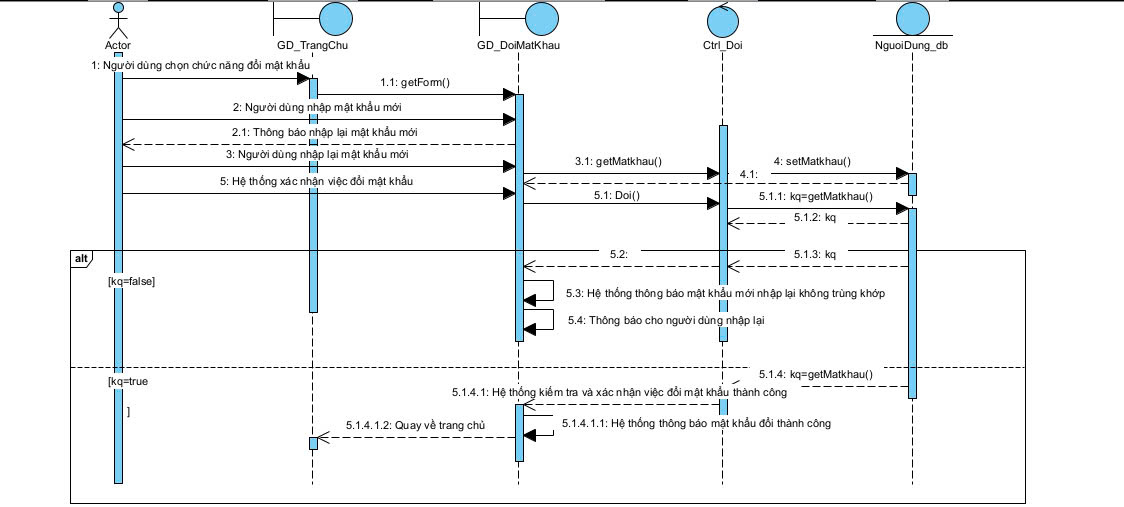 Actor
GD_TrangChu
GD_DoiMatKhau
Ctrl_Doi
NguoiDung_db
1: Người dùng chọn chức năng đổi mật khẩu
1.1: getForm()
2: Người dùng nhập mật khẩu mới
2.1: Thông báo nhập lại mật khẩu mới
3: Người dùng nhập lại mật khẩu mới
3.1: getMatkhau()
4: setMatkhau()
4.1:
5: Hệ thống xác nhận việc đổi mật khẩu
5.1: Doi()
5.1.1: kq=getMatkhau()
5.1.2: kq
alt
5.2:
5.1.3: kq
[kq=false]
5.3: Hệ thống thông báo mật khẩu mới nhập lại không trùng khớp
5.4: Thông báo cho người dùng nhập lại
[kq=true
]
5.1.4: kq=getMatkhau()
5.1.4.1: Hệ thống kiểm tra và xác nhận việc đổi mật khẩu thành công
5.1.4.1.1: Hệ thống thông báo mật khẩu đổi thành công
5.1.4.1.2: Quay về trang chủ